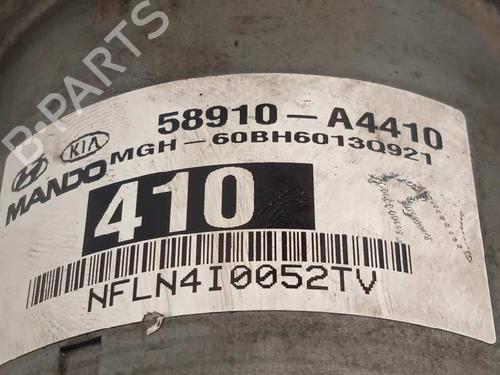 B-PARTS
58910-A4410
KIA
MANDO MGH-60BH6013Q921
410
NFLN4I0052TV